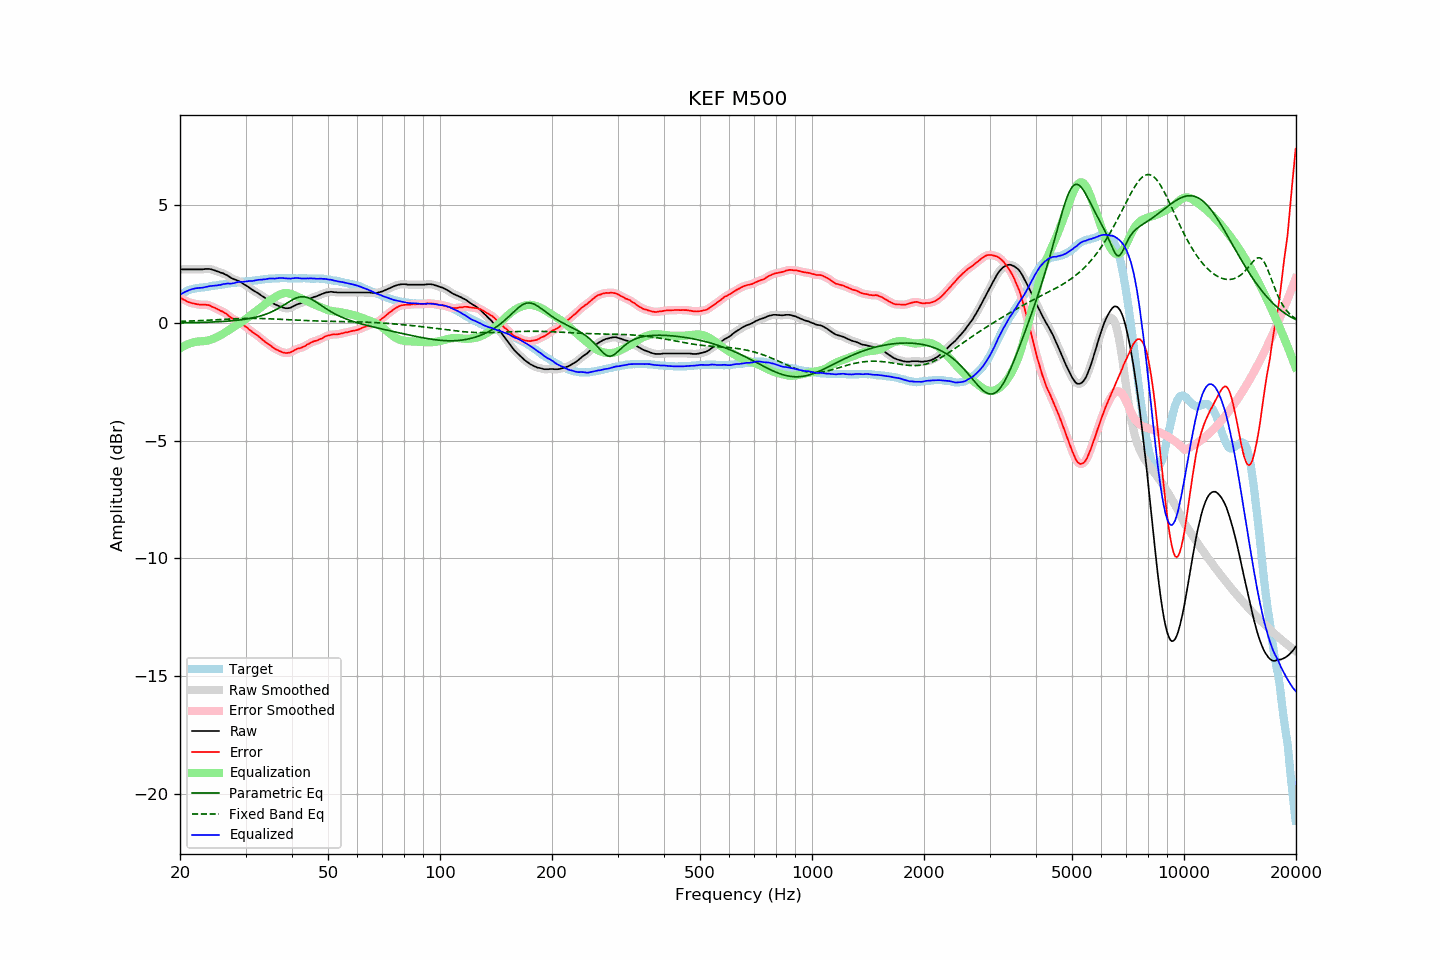 KEF M500
Amplitude (dBr)
5
0
−5
−10
−15
−20
Target
Raw Smoothed
Error Smoothed
Raw
Error
Equalization
Parametric Eq
Fixed Band Eq
Equalized
20 50 100 200 500 1000 2000 5000 10000 20000
Frequency (Hz)